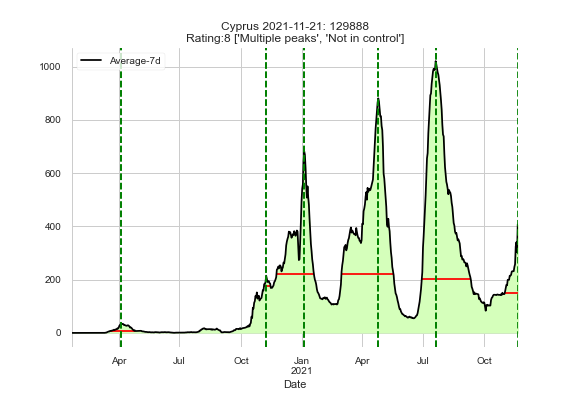 Cyprus 2021-11-21: 129888
Rating:8 ['Multiple peaks', 'Not in control']
Average-7d
1000
800
600
400
200
0
Apr Jul Oct Jan Apr Jul Oct
2021
Date